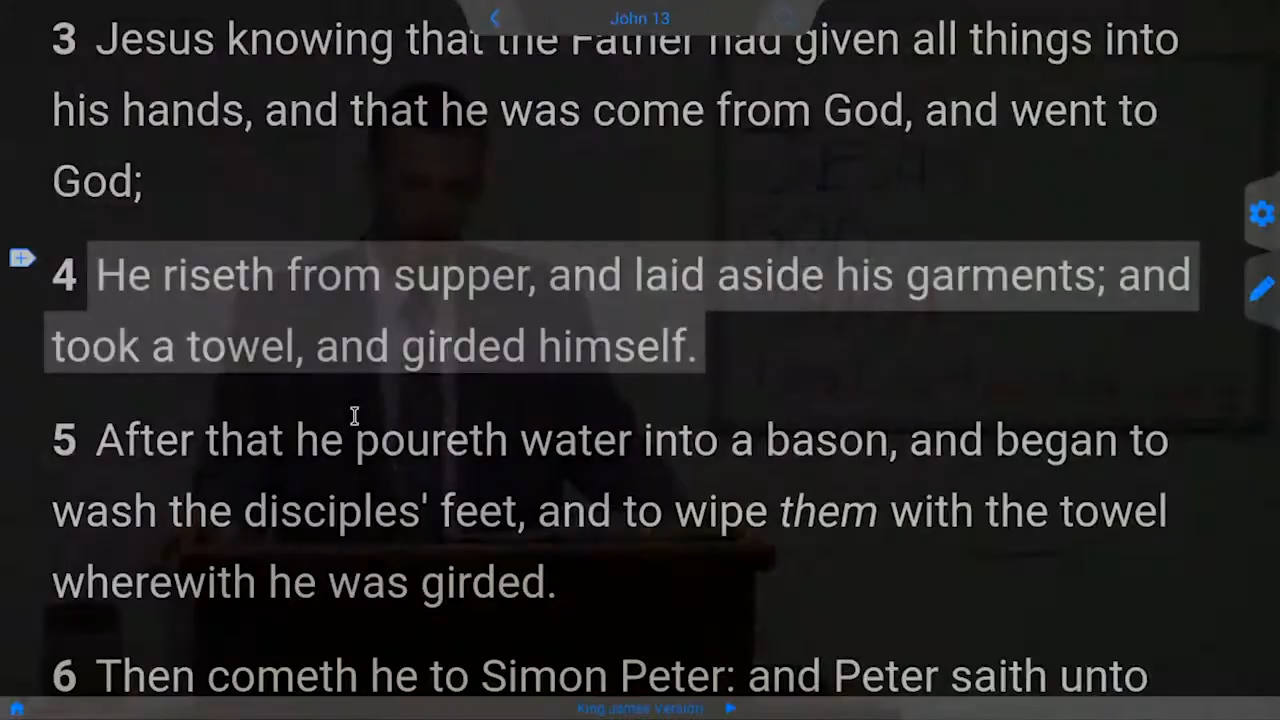 John 13
3 Jesus knowing that the Father had given all things into
his hands, and that he was come from God, and went to
God;
4 He riseth from supper, and laid aside his garments; and
took a towel, and girded himself.
5 After that he poureth water into a bason, and began to
wash the disciples' feet, and to wipe them with the towel
wherewith he was girded.
6 Then cometh he to Simon Peter: and Peter saith unto
King James Version